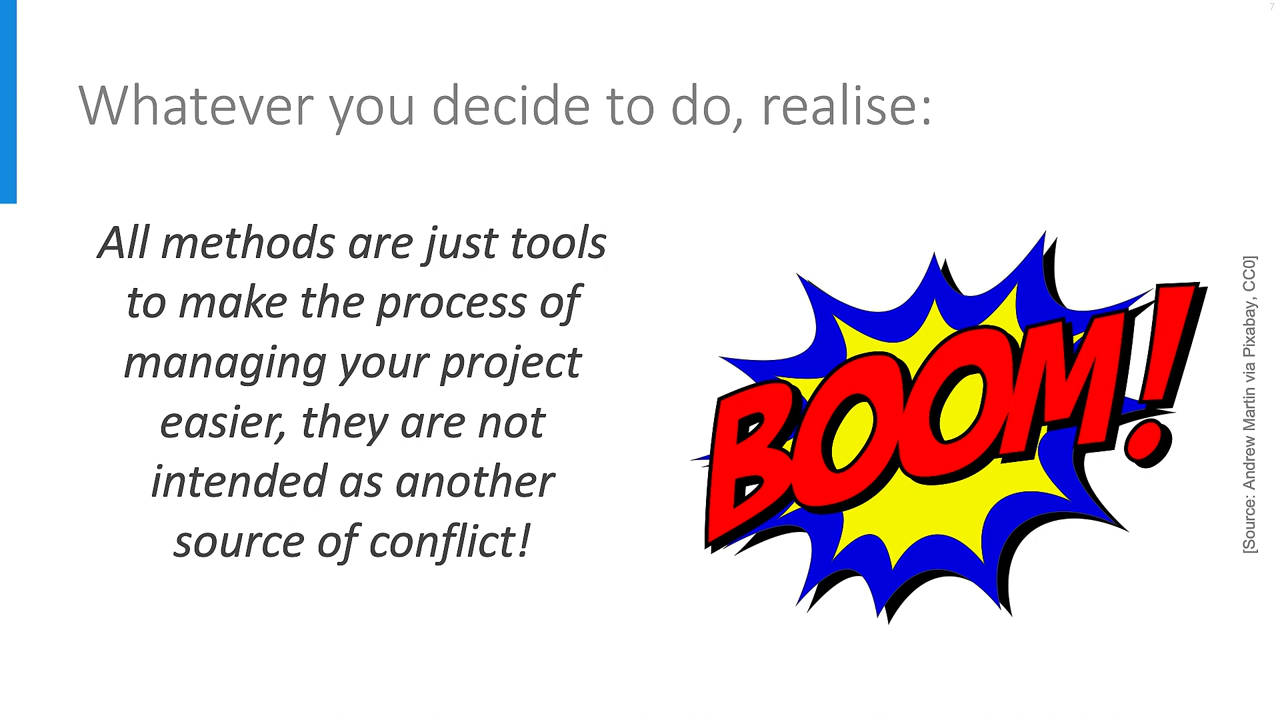 7
Whatever you decide to do, realise:
All methods are just tools
to make the process of
managing your project
easier, they are not
intended as another
source of conflict!
BOOM!
[Source: Andrew Martin via Pixabay, CC0]